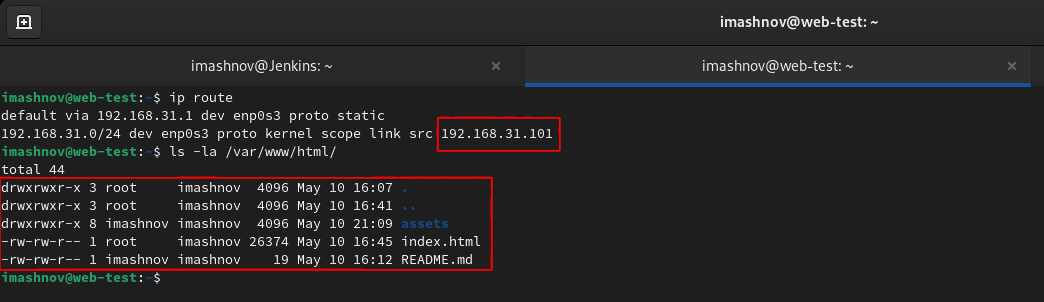 imashnov@web-test: ~
imashnov@Jenkins: ~ × imashnov@web-test: ~ ×
imashnov@web-test:~$ ip route
default via 192.168.31.1 dev enp0s3 proto static
192.168.31.0/24 dev enp0s3 proto kernel scope link src 192.168.31.101
imashnov@web-test:~$ ls -la /var/www/html/
total 44
drwxrwxr-x 3 root     imashnov  4096 May 10 16:07 .
drwxrwxr-x 3 root     imashnov  4096 May 10 16:41 ..
drwxrwxr-x 8 imashnov imashnov  4096 May 10 21:09 assets
-rw-rw-r-- 1 root     imashnov 26374 May 10 16:45 index.html
-rw-rw-r-- 1 imashnov imashnov    19 May 10 16:12 README.md
imashnov@web-test:~$